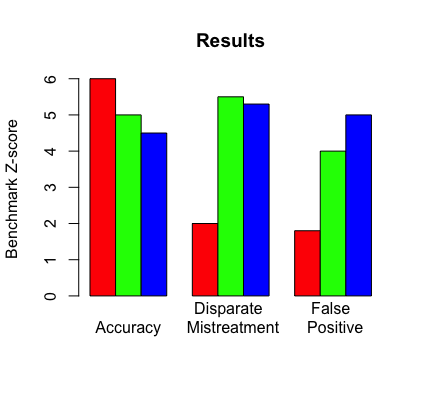 Results
Benchmark Z-score
6
5
4
3
2
1
0
Disparate False
Accuracy Mistreatment Positive